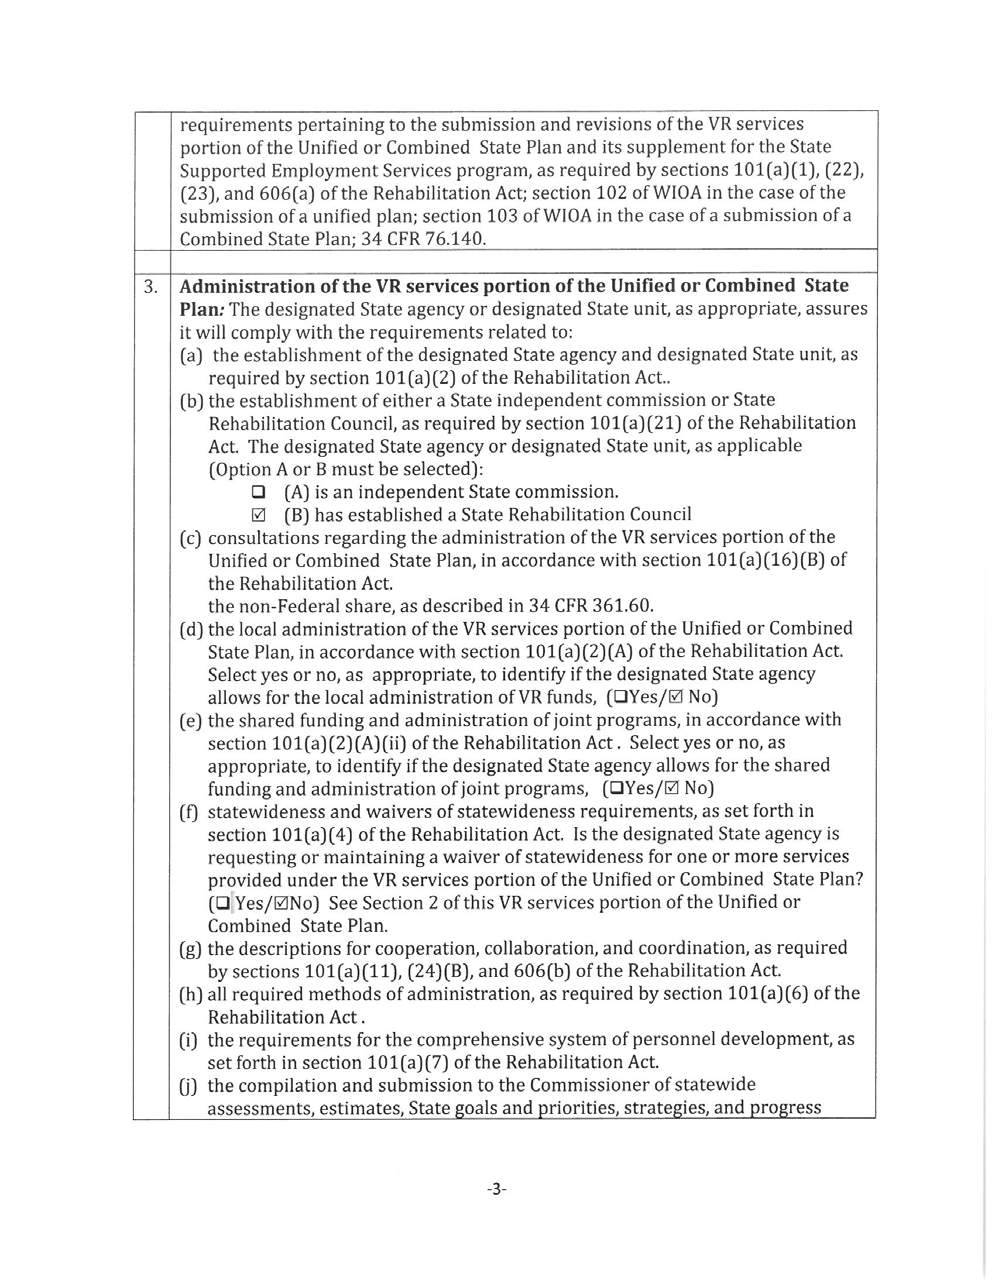 requirements pertaining to the submission and revisions of the VR services
portion of the Unified or Combined State Plan and its supplement for the State
Supported Employment Services program, as required by sections 101(a)(1), (22),
(23), and 606(a) of the Rehabilitation Act; section 102 of WIOA in the case of the
submission of a unified plan; section 103 of WIOA in the case of a submission of a
Combined State Plan; 34 CFR 76.140.
3. Administration of the VR services portion of the Unified or Combined State
Plan: The designated State agency or designated State unit, as appropriate, assures
it will comply with the requirements related to:
(a) the establishment of the designated State agency and designated State unit, as
required by section 101(a)(2) of the Rehabilitation Act..
(b) the establishment of either a State independent commission or State
Rehabilitation Council, as required by section 101(a)(21) of the Rehabilitation
Act. The designated State agency or designated State unit, as applicable
(Option A or B must be selected):
❑ (A) is an independent State commission.
☑ (B) has established a State Rehabilitation Council
(c) consultations regarding the administration of the VR services portion of the
Unified or Combined State Plan, in accordance with section 101(a)(16)(B) of
the Rehabilitation Act.
the non-Federal share, as described in 34 CFR 361.60.
(d) the local administration of the VR services portion of the Unified or Combined
State Plan, in accordance with section 101(a)(2)(A) of the Rehabilitation Act.
Select yes or no, as appropriate, to identify if the designated State agency
allows for the local administration of VR funds, (❑Yes/☑ No)
(e) the shared funding and administration of joint programs, in accordance with
section 101(a)(2)(A)(ii) of the Rehabilitation Act . Select yes or no, as
appropriate, to identify if the designated State agency allows for the shared
funding and administration of joint programs, (❑Yes/☑ No)
(f) statewideness and waivers of statewideness requirements, as set forth in
section 101(a)(4) of the Rehabilitation Act. Is the designated State agency is
requesting or maintaining a waiver of statewideness for one or more services
provided under the VR services portion of the Unified or Combined State Plan?
(❑ Yes/☑No) See Section 2 of this VR services portion of the Unified or
Combined State Plan.
(g) the descriptions for cooperation, collaboration, and coordination, as required
by sections 101(a)(11), (24)(B), and 606(b) of the Rehabilitation Act.
(h) all required methods of administration, as required by section 101(a)(6) of the
Rehabilitation Act .
(i) the requirements for the comprehensive system of personnel development, as
set forth in section 101(a)(7) of the Rehabilitation Act.
(j) the compilation and submission to the Commissioner of statewide
assessments, estimates, State goals and priorities, strategies, and progress
-3-